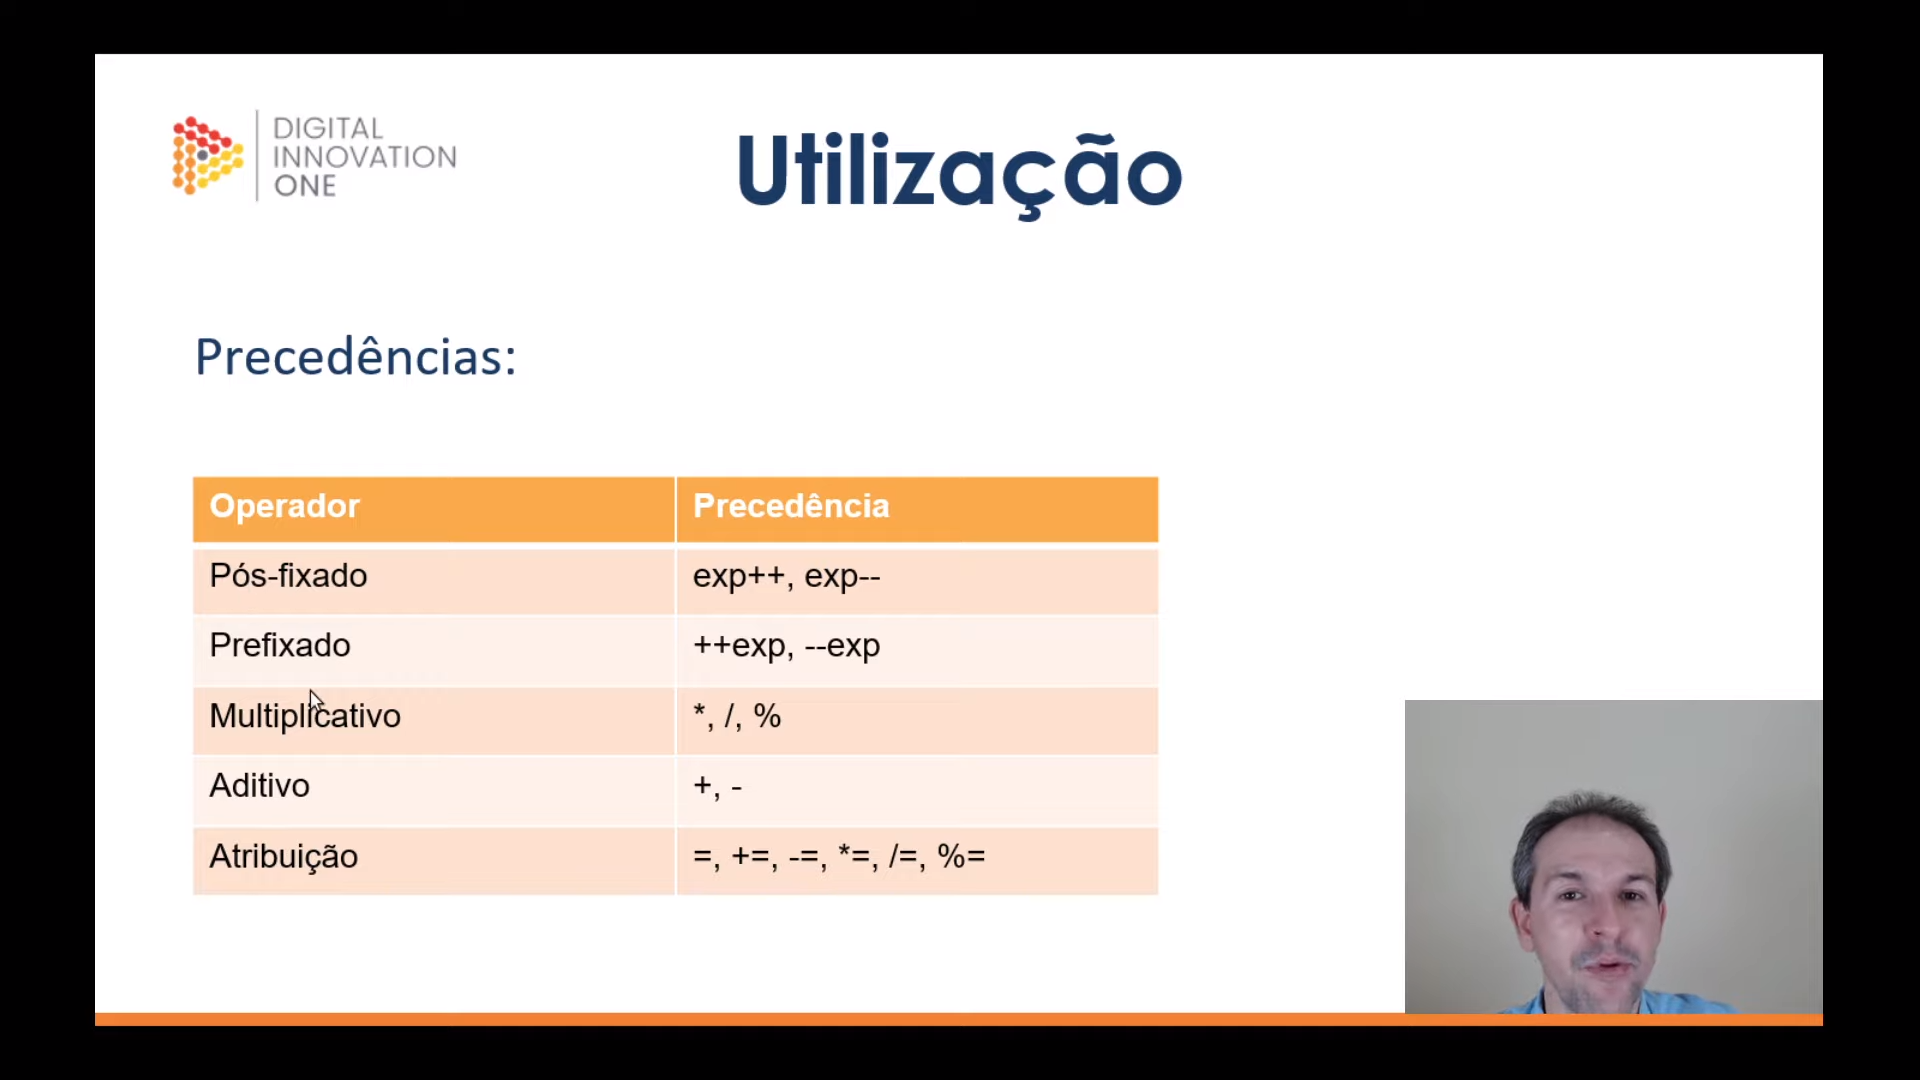 DIGITAL
INNOVATION
ONE
Utilização
Precedências:
Operador Precedência
Pós-fixado exp++, exp--
Prefixado ++exp, --exp
Multiplicativo *, /, %
Aditivo +, -
Atribuição =, +=, -=, *=, /=, %=